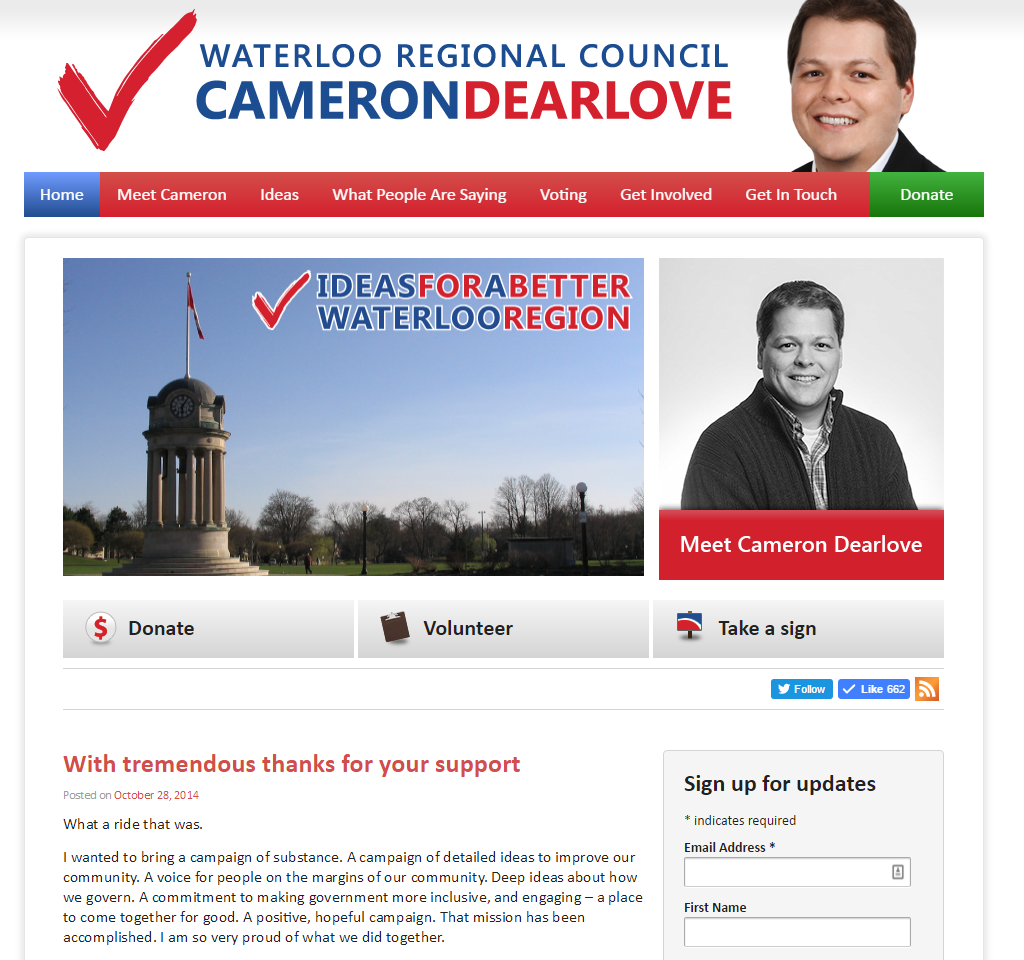 WATERLOO REGIONAL COUNCIL
CAMERONDEARLOVE
Home Meet Cameron Ideas What People Are Saying Voting Get Involved Get In Touch Donate
IDEASFORABETTER
WATERLOOREGION
Meet Cameron Dearlove
$ Donate Volunteer Take a sign
Follow Like 662
With tremendous thanks for your support
Posted on October 28, 2014
What a ride that was.
I wanted to bring a campaign of substance. A campaign of detailed ideas to improve our
community. A voice for people on the margins of our community. Deep ideas about how
we govern. A commitment to making government more inclusive, and engaging – a place
to come together for good. A positive, hopeful campaign. That mission has been
accomplished. I am so very proud of what we did together.
Sign up for updates
* indicates required
Email Address *
First Name